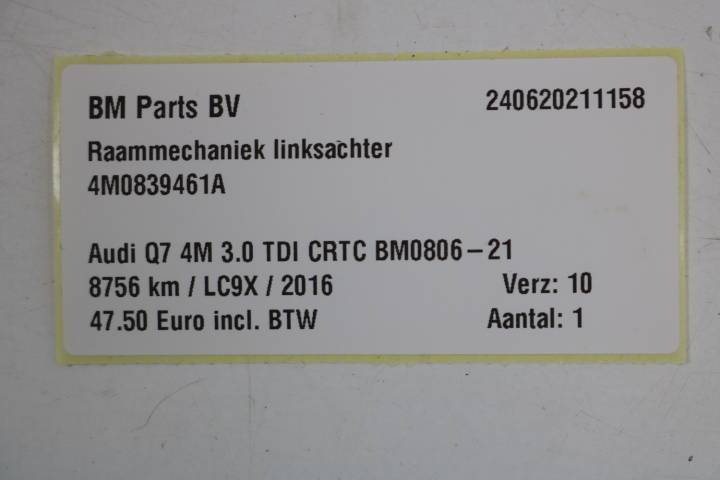 BM Parts BV 240620211158
Raammechaniek linksachter
4M0839461A
Audi Q7 4M 3.0 TDI CRTC BM0806-21
8756 km / LC9X / 2016 Verz: 10
47.50 Euro incl. BTW Aantal: 1